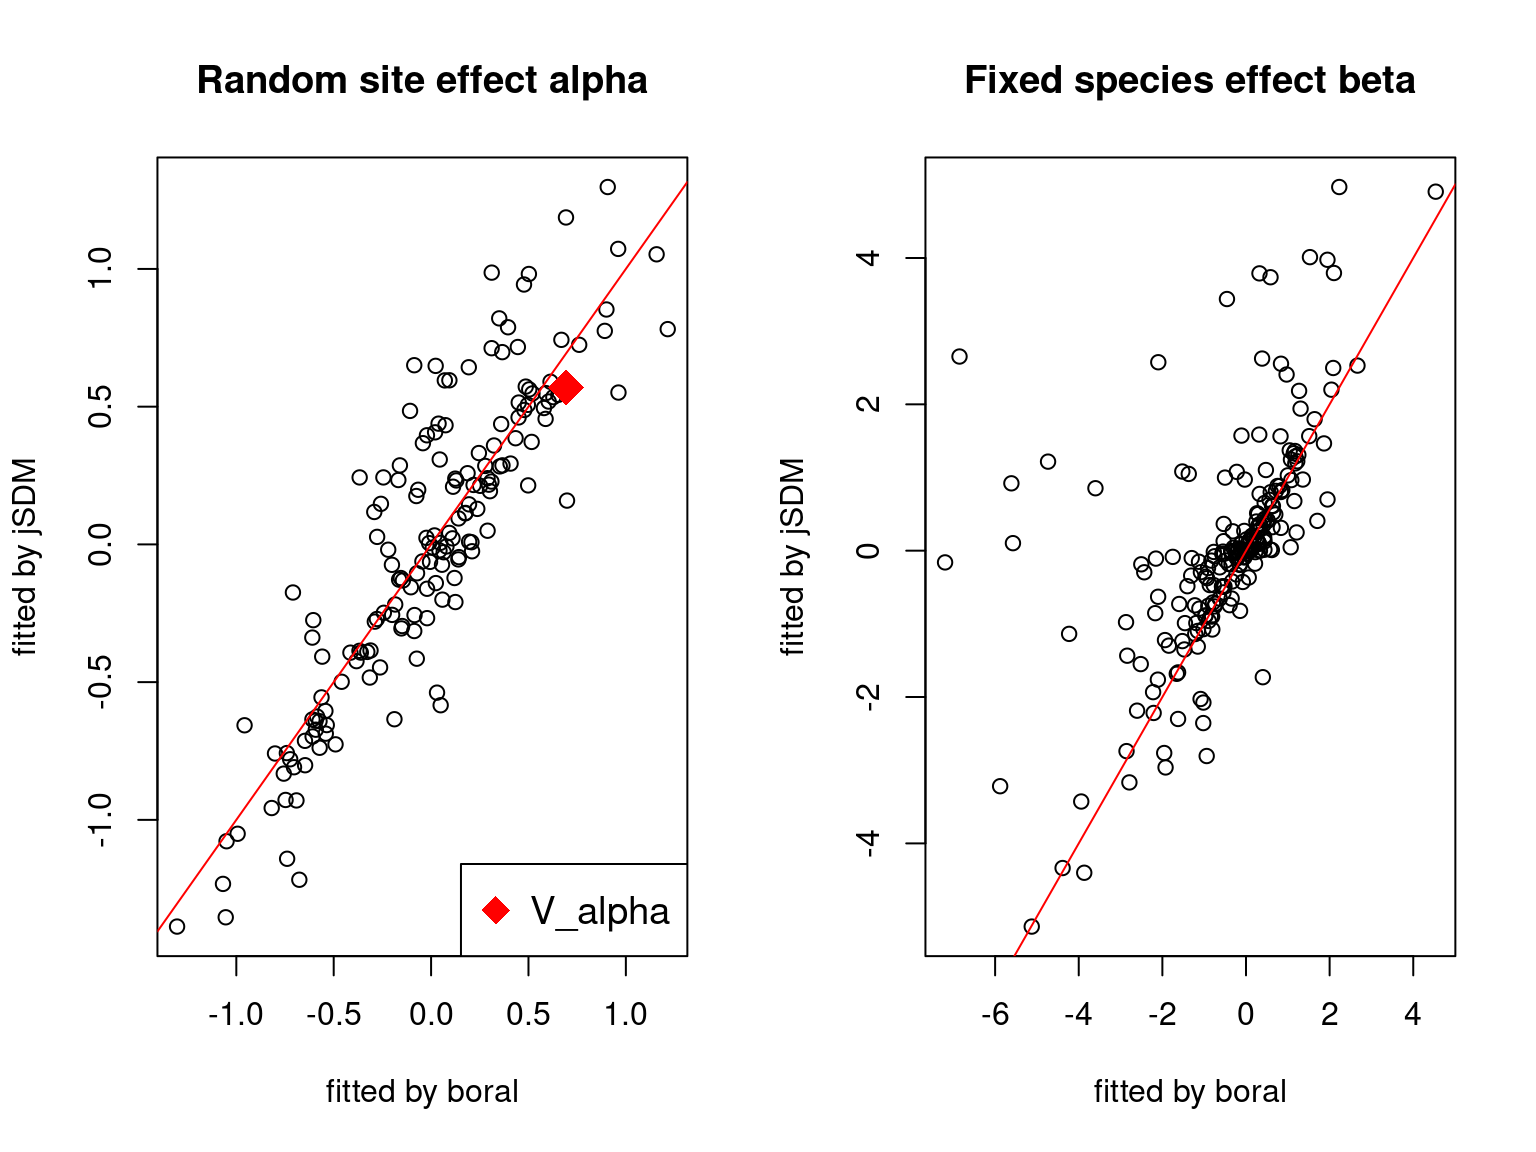 Random site effect alpha
fitted by jSDM
1.0
0.5
0.0
-0.5
-1.0
V_alpha
-1.0 -0.5 0.0 0.5 1.0
fitted by boral
Fixed species effect beta
fitted by jSDM
4
2
0
-2
-4
-6 -4 -2 0 2 4
fitted by boral